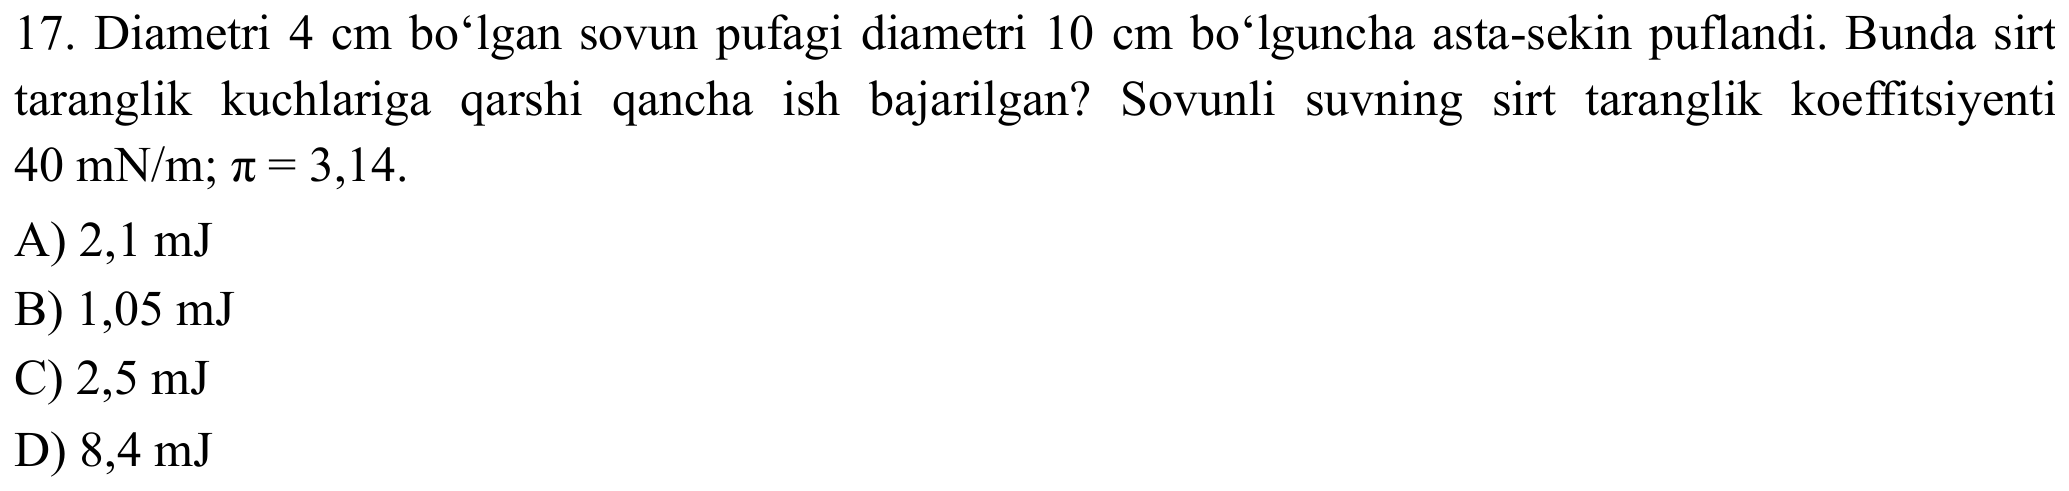 17. Diametri 4 cm bo‘lgan sovun pufagi diametri 10 cm bo‘lguncha asta-sekin puflandi. Bunda sirt
taranglik kuchlariga qarshi qancha ish bajarilgan? Sovunli suvning sirt taranglik koeffitsiyenti
40 mN/m; π = 3,14.
A) 2,1 mJ
B) 1,05 mJ
C) 2,5 mJ
D) 8,4 mJ